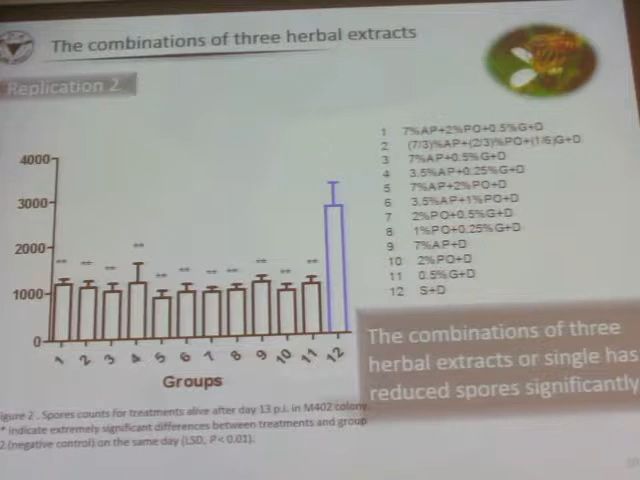 The combinations of three herbal extracts
Replication 2
4000
3000
2000
1000
0
** ** ** ** ** ** ** ** ** ** **
1 2 3 4 5 6 7 8 9 10 11 12
Groups
1 7%AP+2%PO+0.5%G+D
2 (7/3)%AP+(2/3)%PO+(1/6)G+D
3 7%AP+0.5%G+D
4 3.5%AP+0.25%G+D
5 7%AP+2%PO+D
6 3.5%AP+1%PO+D
7 2%PO+0.5%G+D
8 1%PO+0.25%G+D
9 7%AP+D
10 2%PO+D
11 0.5%G+D
12 S+D
The combinations of three
herbal extracts or single has
reduced spores significantly
igure 2 . Spores counts for treatments alive after day 13 p.i. in M402 colony.
* indicate extremely significant differences between treatments and group
2 (negative control) on the same day (LSD, P < 0.01).